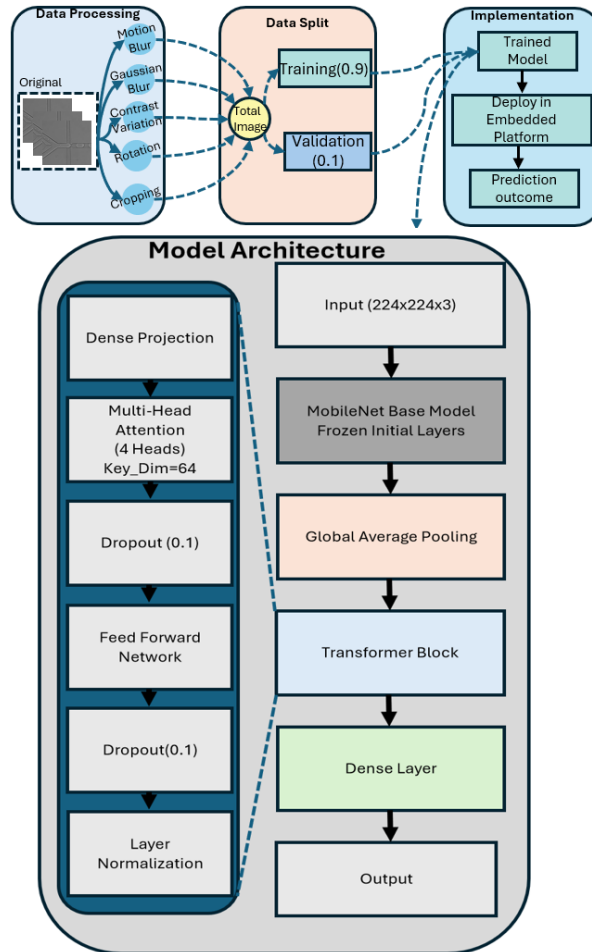 Data Processing
Original
Motion
Blur
Gaussian
Blur
Contrast
Variation
Rotation
Cropping
Data Split
Total
Image
Training(0.9)
Validation
(0.1)
Implementation
Trained
Model
Deploy in
Embedded
Platform
Prediction
outcome
Model Architecture
Dense Projection
Multi-Head
Attention
(4 Heads)
Key_Dim=64
Dropout (0.1)
Feed Forward
Network
Dropout(0.1)
Layer
Normalization
Input (224x224x3)
MobileNet Base Model
Frozen Initial Layers
Global Average Pooling
Transformer Block
Dense Layer
Output